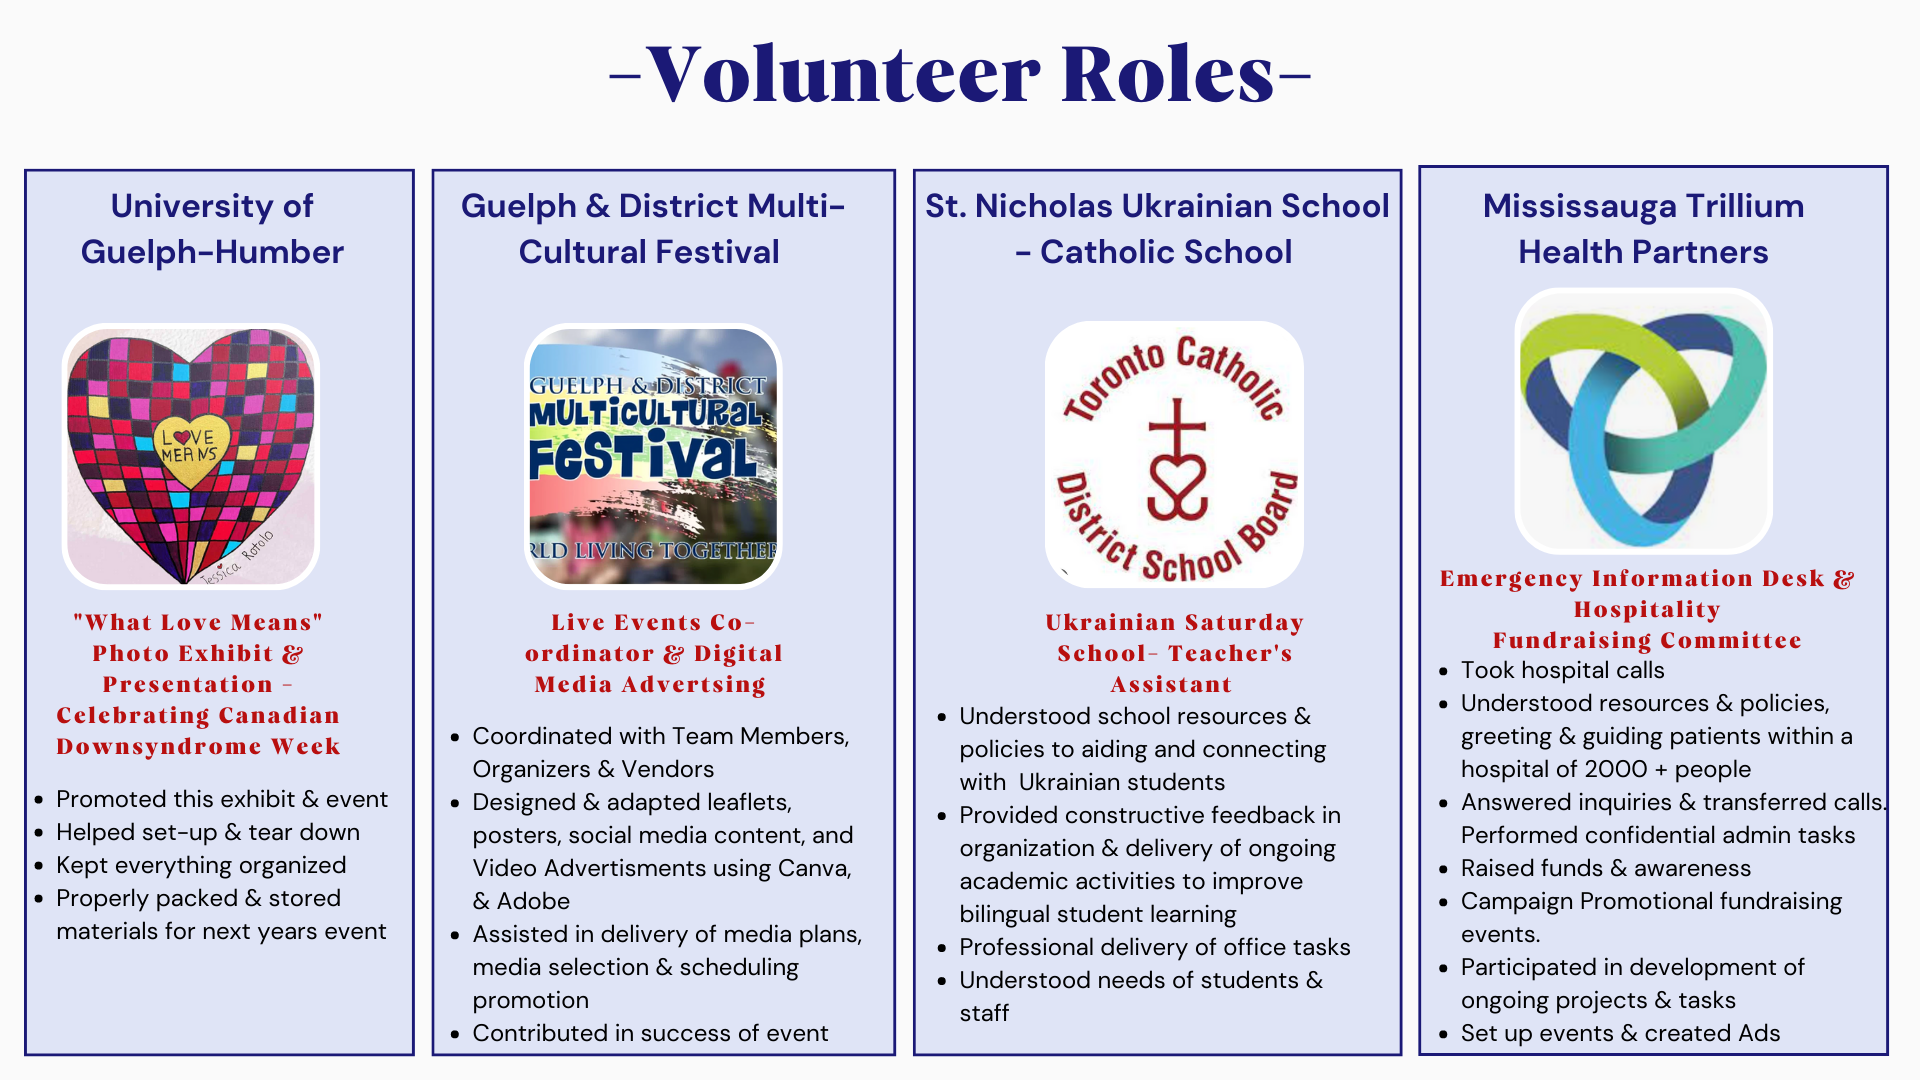 -Volunteer Roles-
University of
Guelph-Humber
LOVE
MEANS
Jessica Rotolo
"What Love Means"
Photo Exhibit &
Presentation -
Celebrating Canadian
Downsyndrome Week
• Promoted this exhibit & event
• Helped set-up & tear down
• Kept everything organized
• Properly packed & stored
materials for next years event
Guelph & District Multi-
Cultural Festival
GUELPH & DISTRICT
MULTICULTURAL
FESTIVAL
RLD LIVING TOGETHER
Live Events Co-
ordinator & Digital
Media Advertsing
• Coordinated with Team Members,
Organizers & Vendors
• Designed & adapted leaflets,
posters, social media content, and
Video Advertisments using Canva,
& Adobe
• Assisted in delivery of media plans,
media selection & scheduling
promotion
• Contributed in success of event
St. Nicholas Ukrainian School
- Catholic School
Toronto Catholic
District School Board
Ukrainian Saturday
School- Teacher's
Assistant
• Understood school resources &
policies to aiding and connecting
with  Ukrainian students
• Provided constructive feedback in
organization & delivery of ongoing
academic activities to improve
bilingual student learning
• Professional delivery of office tasks
• Understood needs of students &
staff
Mississauga Trillium
Health Partners
Emergency Information Desk &
Hospitality
Fundraising Committee
• Took hospital calls
• Understood resources & policies,
greeting & guiding patients within a
hospital of 2000 + people
• Answered inquiries & transferred calls.
Performed confidential admin tasks
• Raised funds & awareness
• Campaign Promotional fundraising
events.
• Participated in development of
ongoing projects & tasks
• Set up events & created Ads